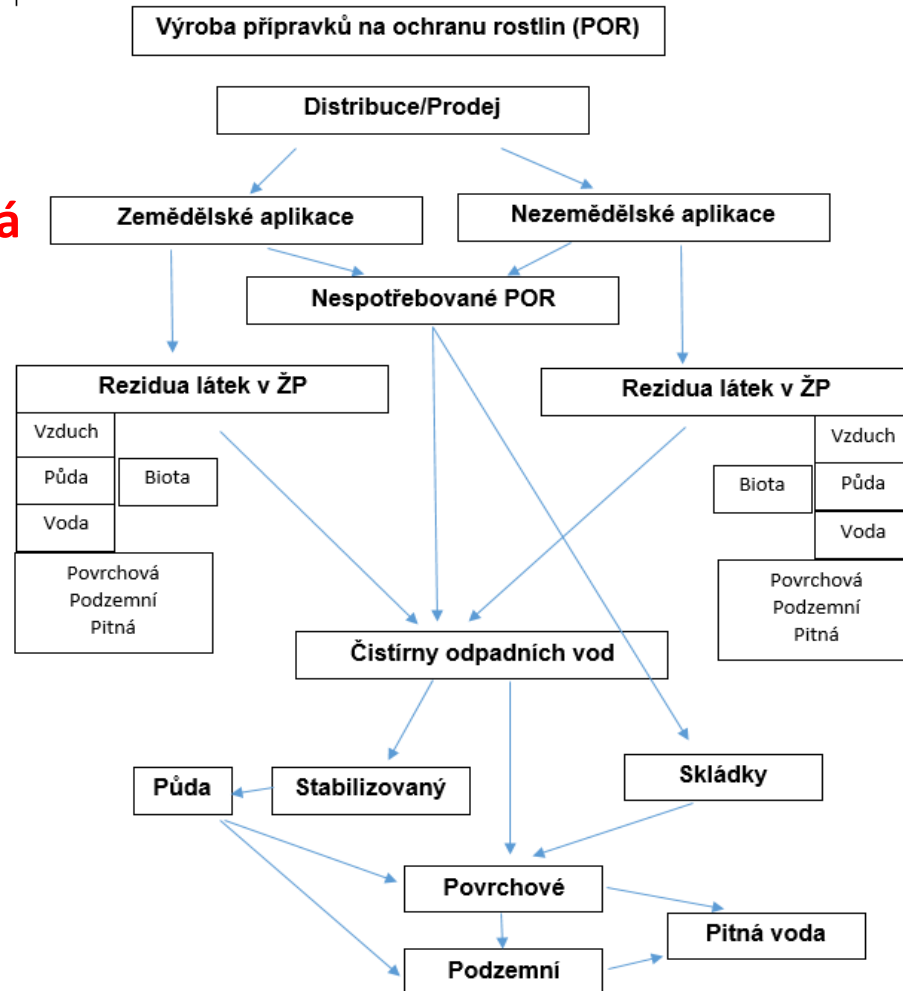 Výroba přípravků na ochranu rostlin (POR)
Distribuce/Prodej
á
Zemědělské aplikace
Nezemědělské aplikace
Nespotřebované POR
Rezidua látek v ŽP
Vzduch
Půda
Biota
Voda
Povrchová
Podzemní
Pitná
Rezidua látek v ŽP
Vzduch
Biota
Půda
Voda
Povrchová
Podzemní
Pitná
Čistírny odpadních vod
Půda
Stabilizovaný
Skládky
Povrchové
Pitná voda
Podzemní